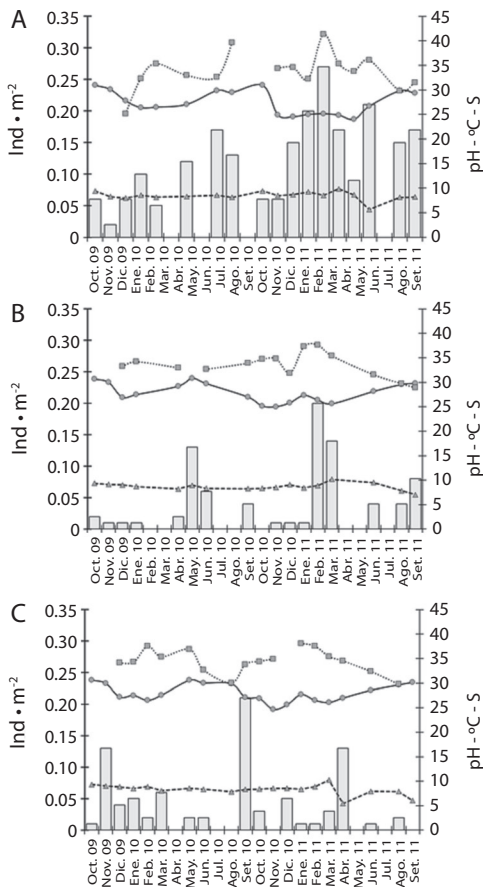 A
0.35
0.30
0.25
0.20
0.15
0.10
0.05
0
Ind • m⁻²
45
40
35
30
25
20
15
10
5
0
pH - ºC - S
Oct. 09
Nov. 09
Dic. 09
Ene. 10
Feb. 10
Mar. 10
Abr. 10
May. 10
Jun. 10
Jul. 10
Ago. 10
Oct. 10
Nov. 10
Dic. 10
Ene. 11
Feb. 11
Mar. 11
Abr. 11
May. 11
Jun. 11
Ago. 11
Set. 11
B
0.35
0.30
0.25
0.20
0.15
0.10
0.05
0
Ind • m⁻²
45
40
35
30
25
20
15
10
5
0
pH - ºC - S
Oct. 09
Nov. 09
Dic. 09
Ene. 10
Feb. 10
Mar. 10
Abr. 10
May. 10
Jun. 10
Jul. 10
Ago. 10
Set. 10
Oct. 10
Nov. 10
Dic. 10
Ene. 11
Feb. 11
Mar. 11
Abr. 11
May. 11
Jun. 11
Jul. 11
Ago. 11
Set. 11
C
0.35
0.30
0.25
0.20
0.15
0.10
0.05
0
Ind • m⁻²
45
40
35
30
25
20
15
10
5
0
pH - ºC - S
Oct. 09
Nov. 09
Dic. 09
Ene. 10
Feb. 10
Mar. 10
Abr. 10
May. 10
Jun. 10
Jul. 10
Ago. 10
Set. 10
Oct. 10
Nov. 10
Dic. 10
Ene. 11
Feb. 11
Mar. 11
Abr. 11
May. 11
Jun. 11
Jul. 11
Ago. 11
Set. 11